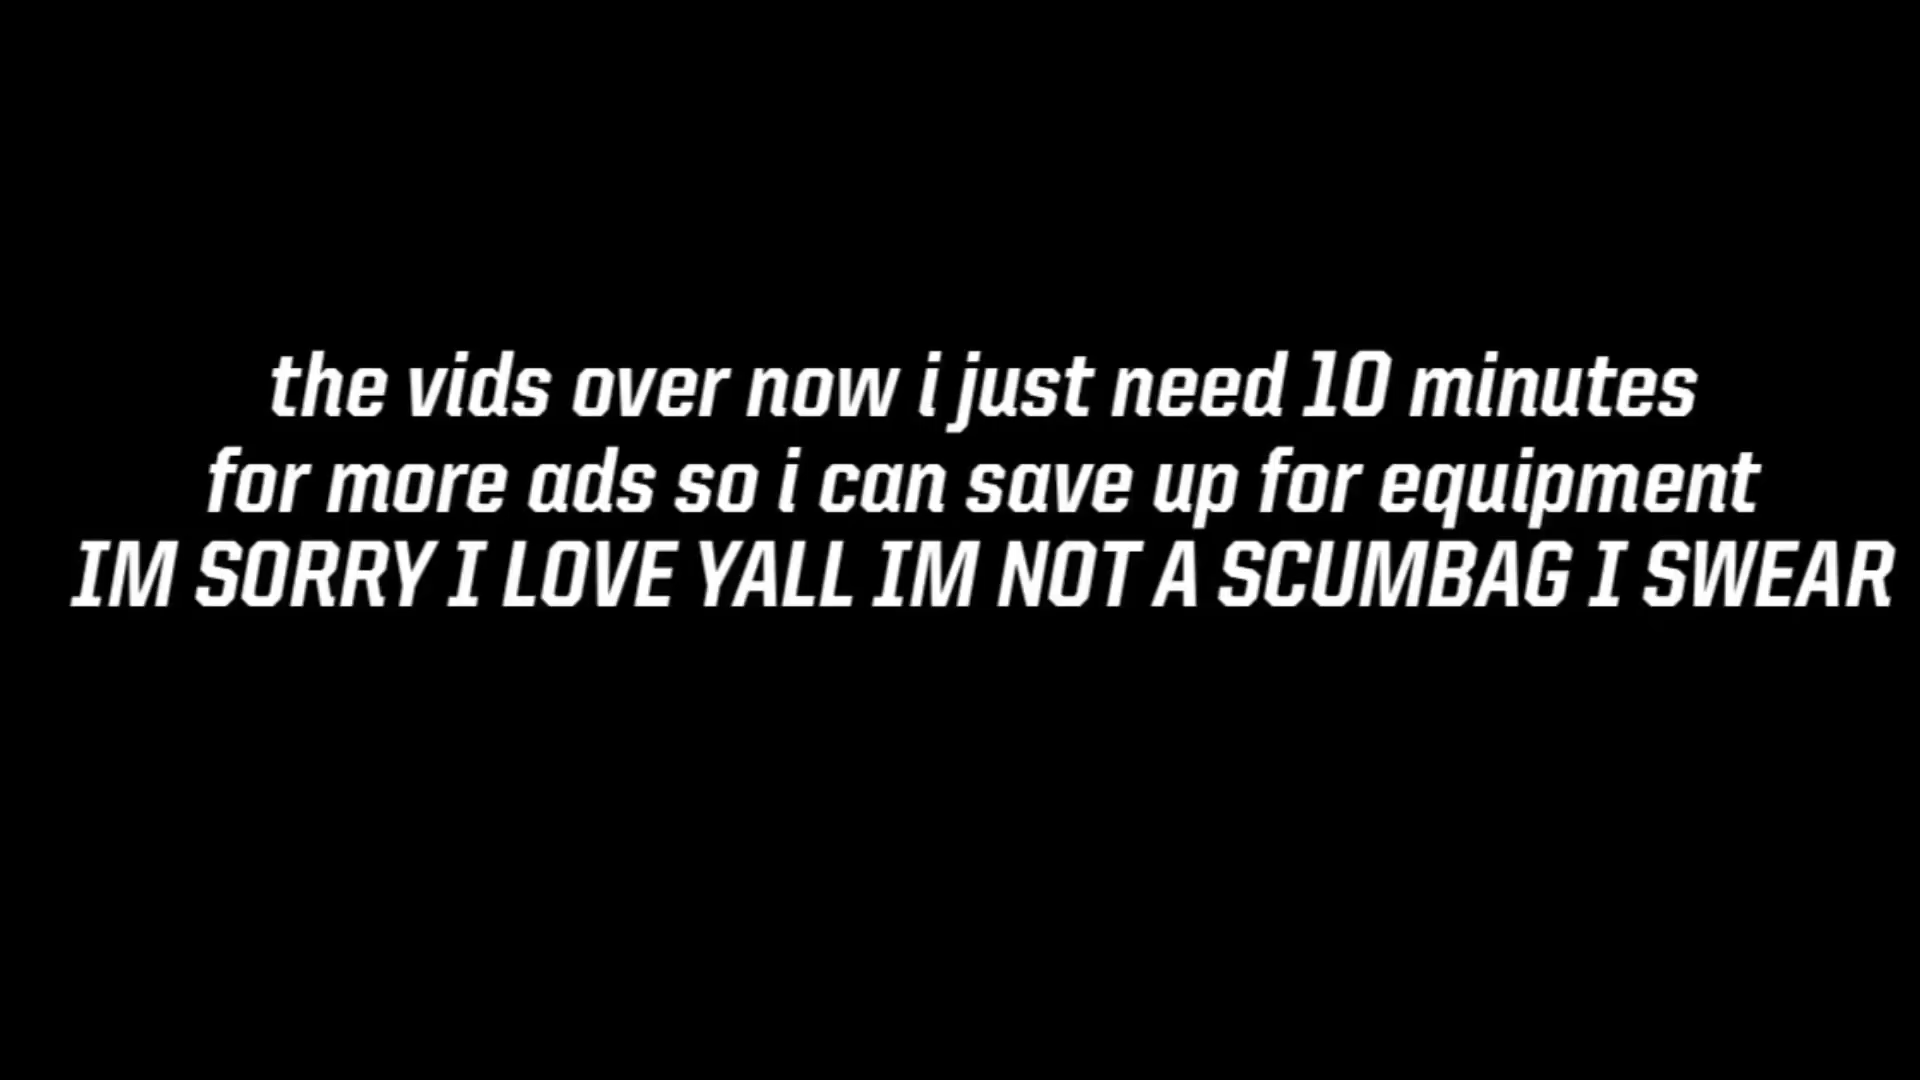 the vids over now i just need 10 minutes
for more ads so i can save up for equipment
IM SORRY I LOVE YALL IM NOT A SCUMBAG I SWEAR